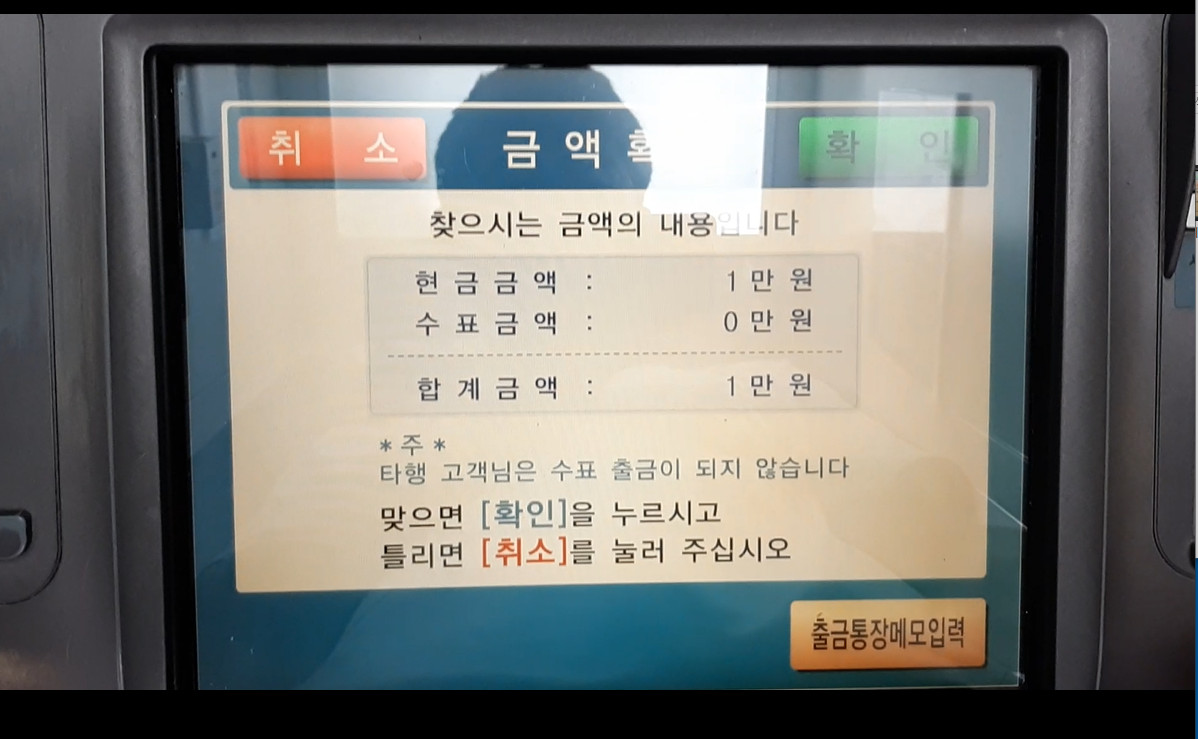 취 소 금 액 확 인
찾으시는 금액의 내용입니다
현 금 금 액 : 1 만 원
수 표 금 액 : 0 만 원
합 계 금 액 : 1 만 원
* 주 *
타행 고객님은 수표 출금이 되지 않습니다
맞으면 [확인]을 누르시고
틀리면 [취소]를 눌러 주십시오
출금통장메모입력